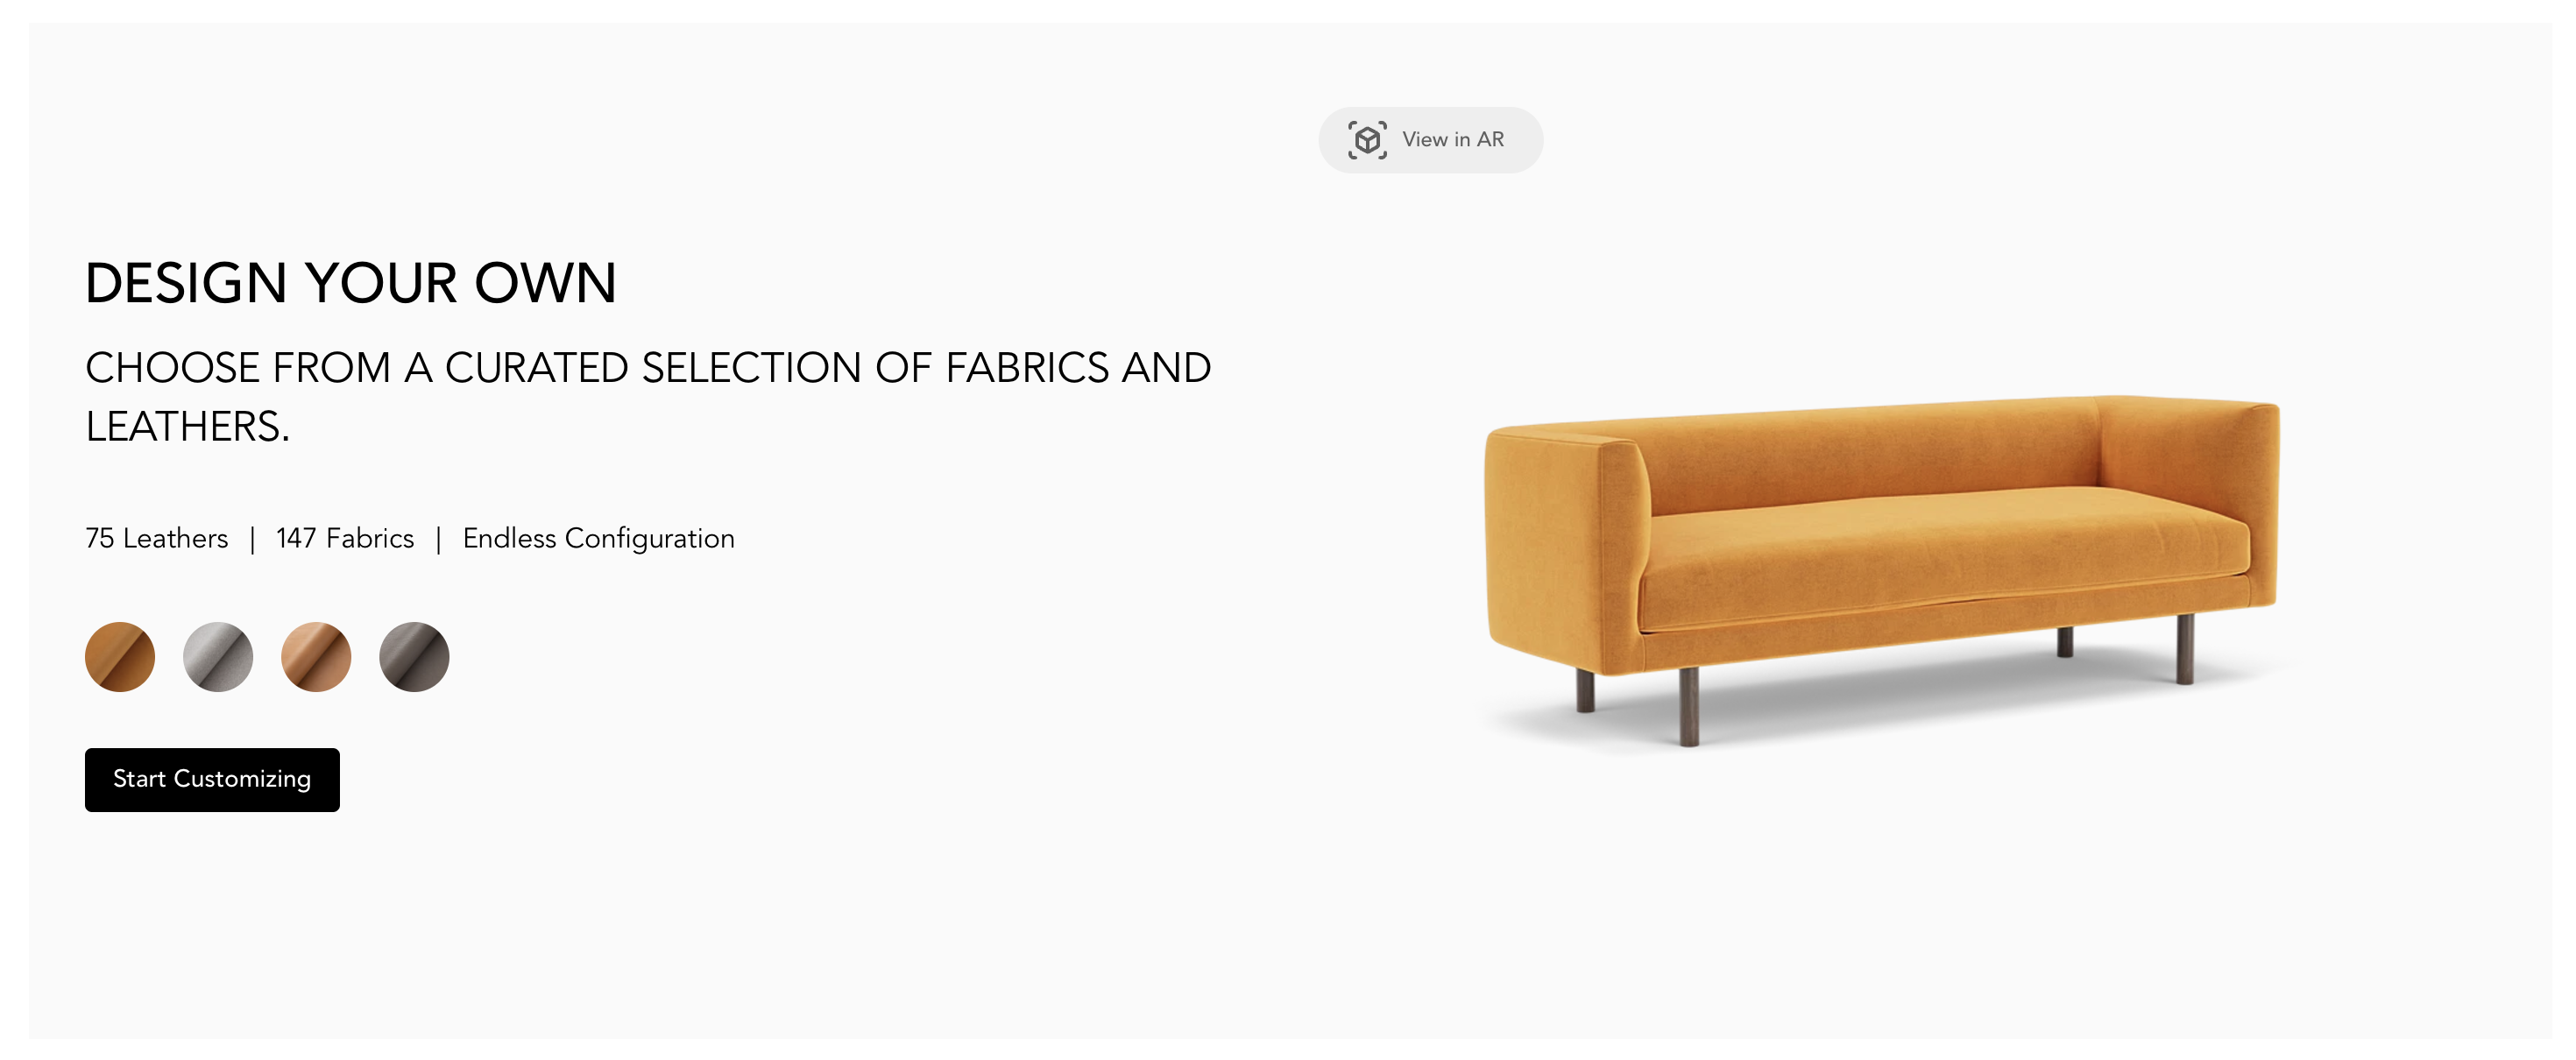 View in AR
DESIGN YOUR OWN
CHOOSE FROM A CURATED SELECTION OF FABRICS AND
LEATHERS.
75 Leathers | 147 Fabrics | Endless Configuration
Start Customizing